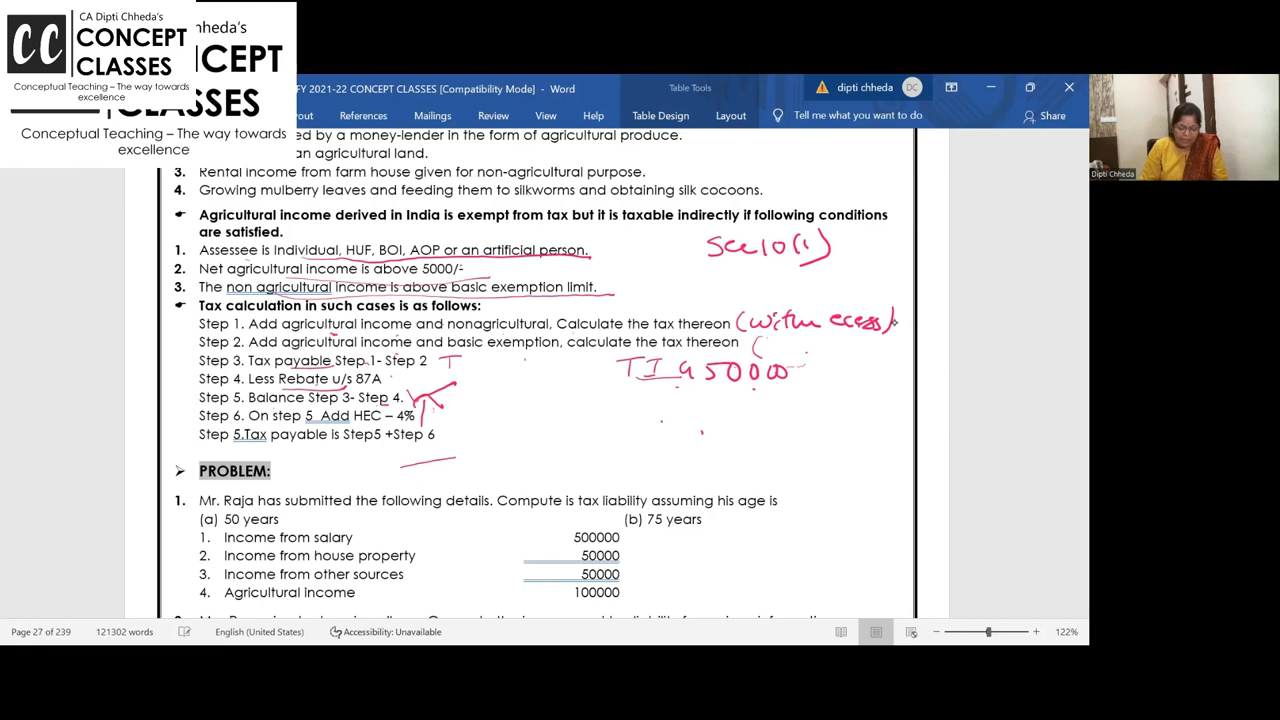 CA Dipti Chheda's
CONCEPT
CLASSES
Conceptual Teaching – The way towards
excellence
hheda's
NCEPT
CLASSES
Conceptual Teaching – The way towards
excellence
FY 2021-22 CONCEPT CLASSES [Compatibility Mode] - Word
Table Tools
dipti chheda
DC
out
References
Mailings
Review
View
Help
Table Design
Layout
Tell me what you want to do
Share
ed by a money-lender in the form of agricultural produce.
an agricultural land.
3. Rental income from farm house given for non-agricultural purpose.
4. Growing mulberry leaves and feeding them to silkworms and obtaining silk cocoons.
Agricultural income derived in India is exempt from tax but it is taxable indirectly if following conditions
are satisfied.
1. Assessee is Individual, HUF, BOI, AOP or an artificial person.
Sec 10(1)
2. Net agricultural income is above 5000/-
3. The non agricultural income is above basic exemption limit.
Tax calculation in such cases is as follows:
Step 1. Add agricultural income and nonagricultural, Calculate the tax thereon (with excess)
Step 2. Add agricultural income and basic exemption, calculate the tax thereon (
Step 3. Tax payable Step 1- Step 2 T
TI 950000
Step 4. Less Rebate u/s 87A
Step 5. Balance Step 3- Step 4.
Step 6. On step 5 Add HEC – 4%
Step 5.Tax payable is Step5 +Step 6
PROBLEM:
1. Mr. Raja has submitted the following details. Compute is tax liability assuming his age is
(a) 50 years (b) 75 years
1. Income from salary 500000
2. Income from house property 50000
3. Income from other sources 50000
4. Agricultural income 100000
Page 27 of 239
121302 words
English (United States)
Accessibility: Unavailable
122%
Dipti Chheda